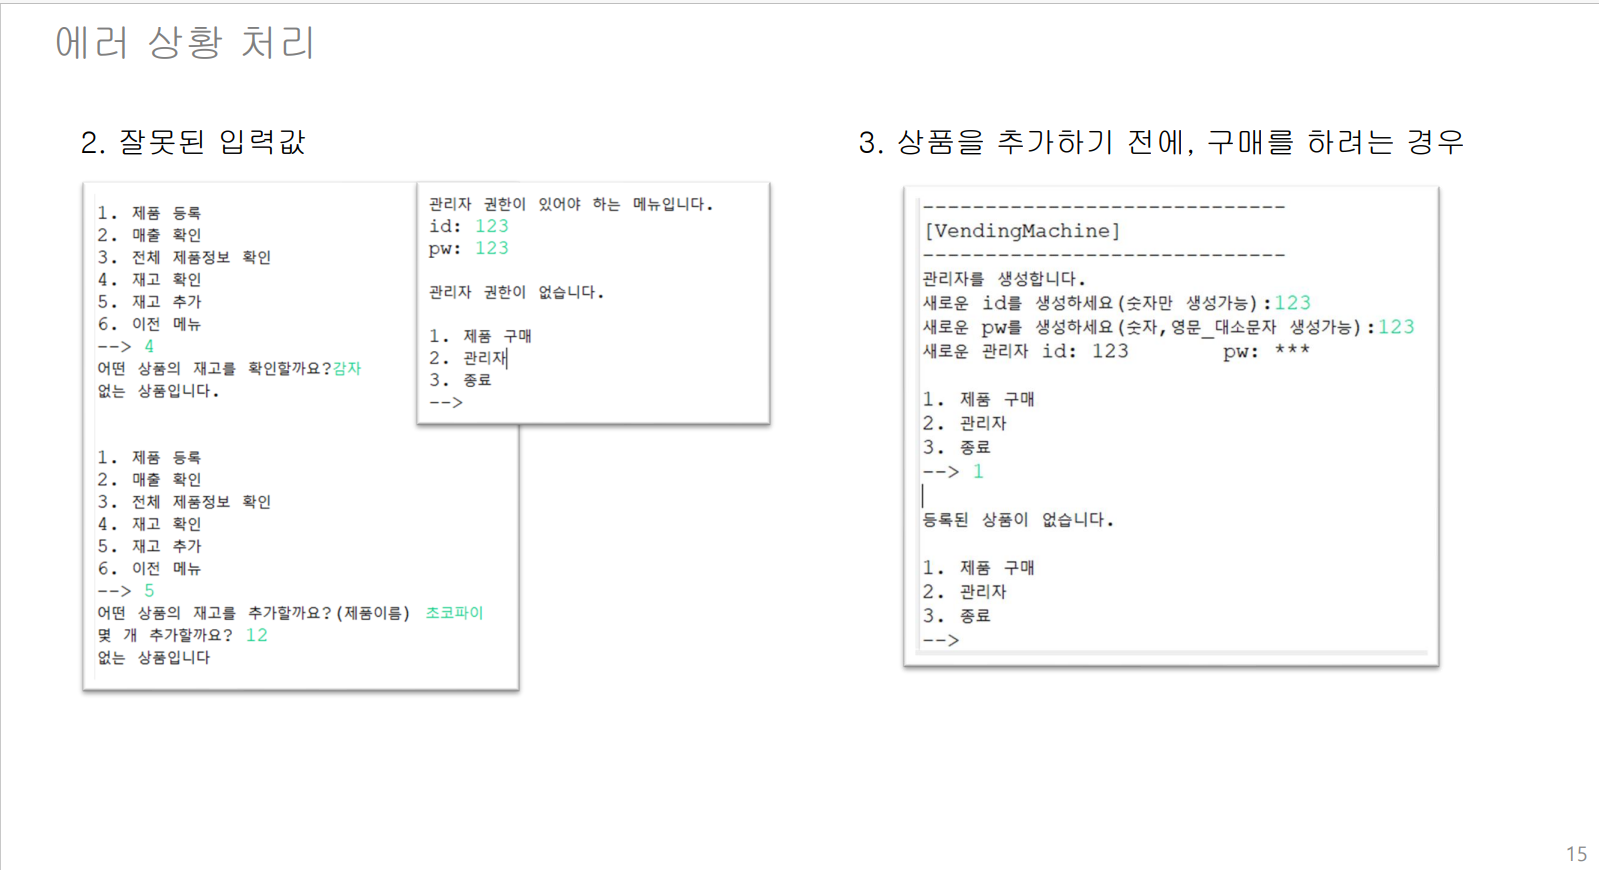 에러 상황 처리
2. 잘못된 입력값
1. 제품 등록
2. 매출 확인
3. 전체 제품정보 확인
4. 재고 확인
5. 재고 추가
6. 이전 메뉴
--> 4
어떤 상품의 재고를 확인할까요?감자
없는 상품입니다.
1. 제품 등록
2. 매출 확인
3. 전체 제품정보 확인
4. 재고 확인
5. 재고 추가
6. 이전 메뉴
--> 5
어떤 상품의 재고를 추가할까요?(제품이름) 초코파이
몇 개 추가할까요? 12
없는 상품입니다
관리자 권한이 있어야 하는 메뉴입니다.
id: 123
pw: 123
관리자 권한이 없습니다.
1. 제품 구매
2. 관리자
3. 종료
-->
3. 상품을 추가하기 전에, 구매를 하려는 경우
-----------------------------
[VendingMachine]
-----------------------------
관리자를 생성합니다.
새로운 id를 생성하세요(숫자만 생성가능):123
새로운 pw를 생성하세요(숫자,영문_대소문자 생성가능):123
새로운 관리자 id: 123 pw: ***
1. 제품 구매
2. 관리자
3. 종료
--> 1
등록된 상품이 없습니다.
1. 제품 구매
2. 관리자
3. 종료
-->
15